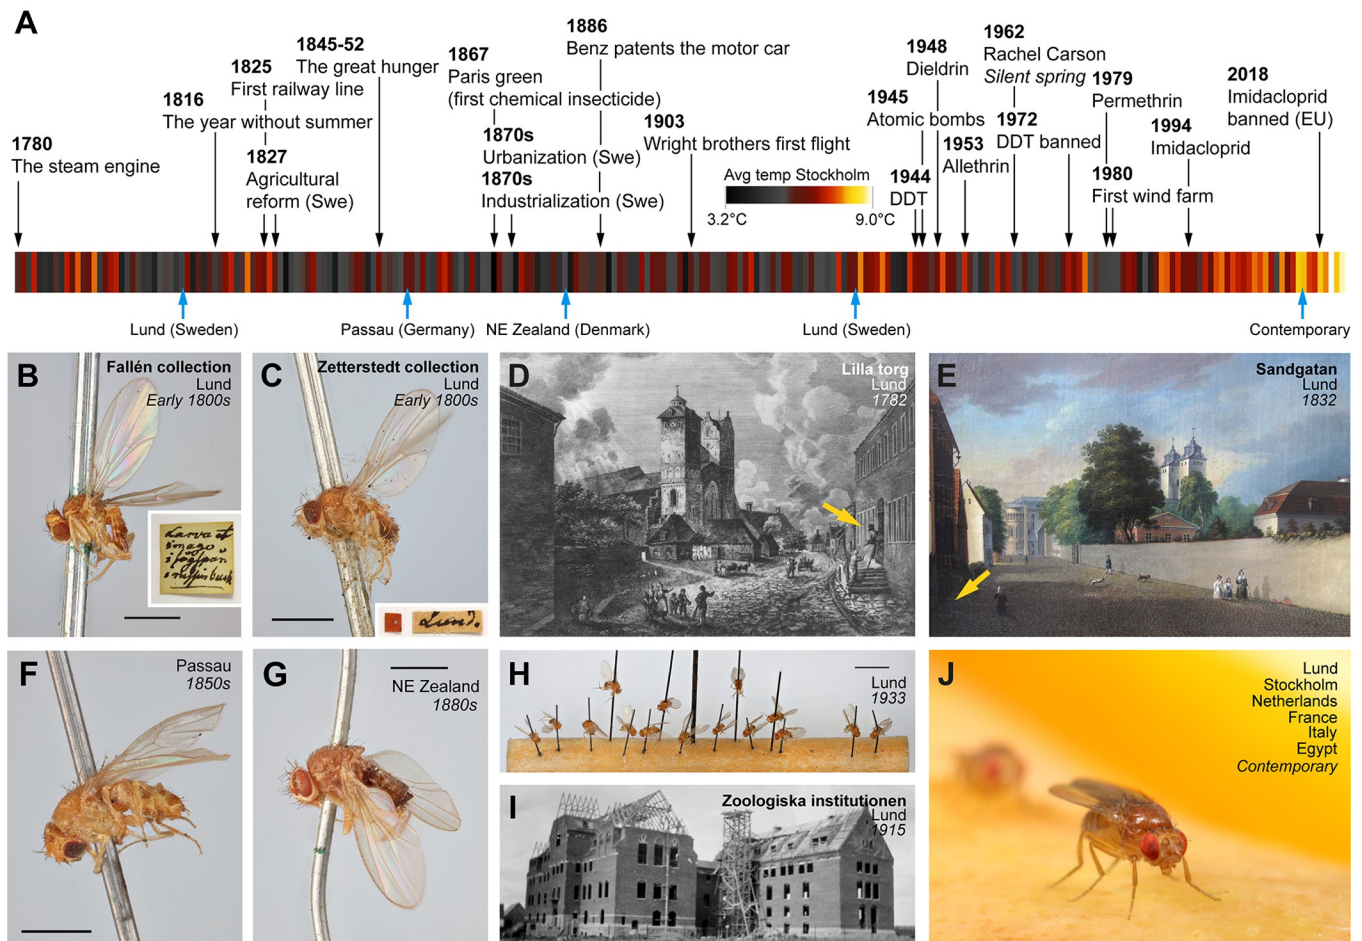 A
1780
The steam engine
1816
The year without summer
1825
First railway line
1827
Agricultural
reform (Swe)
1845-52
The great hunger
1867
Paris green
(first chemical insecticide)
1870s
Urbanization (Swe)
1870s
Industrialization (Swe)
1886
Benz patents the motor car
1903
Wright brothers first flight
Avg temp Stockholm
3.2°C
9.0°C
1944
DDT
1945
Atomic bombs
1948
Dieldrin
1953
Allethrin
1962
Rachel Carson
Silent spring
1972
DDT banned
1979
Permethrin
1980
First wind farm
1994
Imidacloprid
2018
Imidacloprid
banned (EU)
Lund (Sweden)
Passau (Germany)
NE Zealand (Denmark)
Lund (Sweden)
Contemporary
B
Fallén collection
Lund
Early 1800s
Larva et
imago
C
Zetterstedt collection
Lund
Early 1800s
Lund.
D
Lilla torg
Lund
1782
E
Sandgatan
Lund
1832
F
Passau
1850s
G
NE Zealand
1880s
H
Lund
1933
I
Zoologiska institutionen
Lund
1915
J
Lund
Stockholm
Netherlands
France
Italy
Egypt
Contemporary